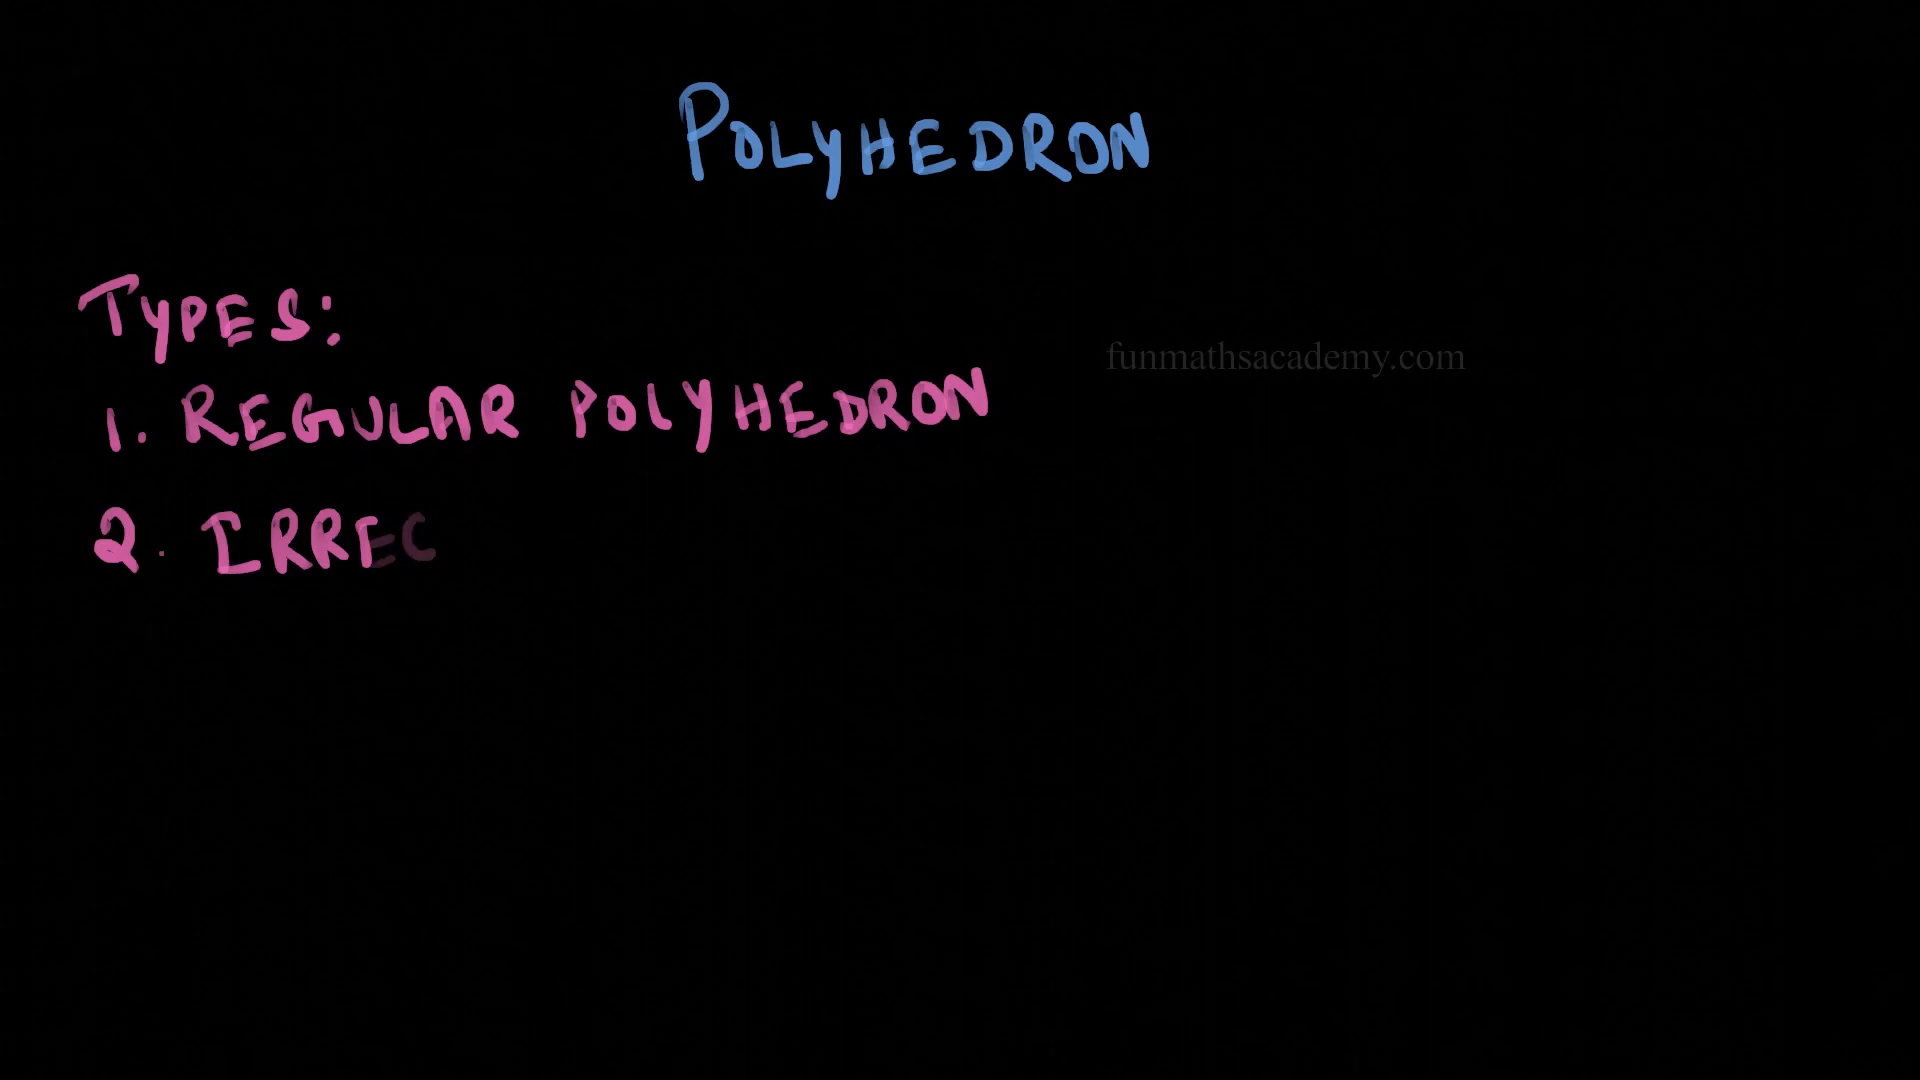 POLYHEDRON
TYPES:
funmathsacademy.com
1. REGULAR POLYHEDRON
2. IRREC